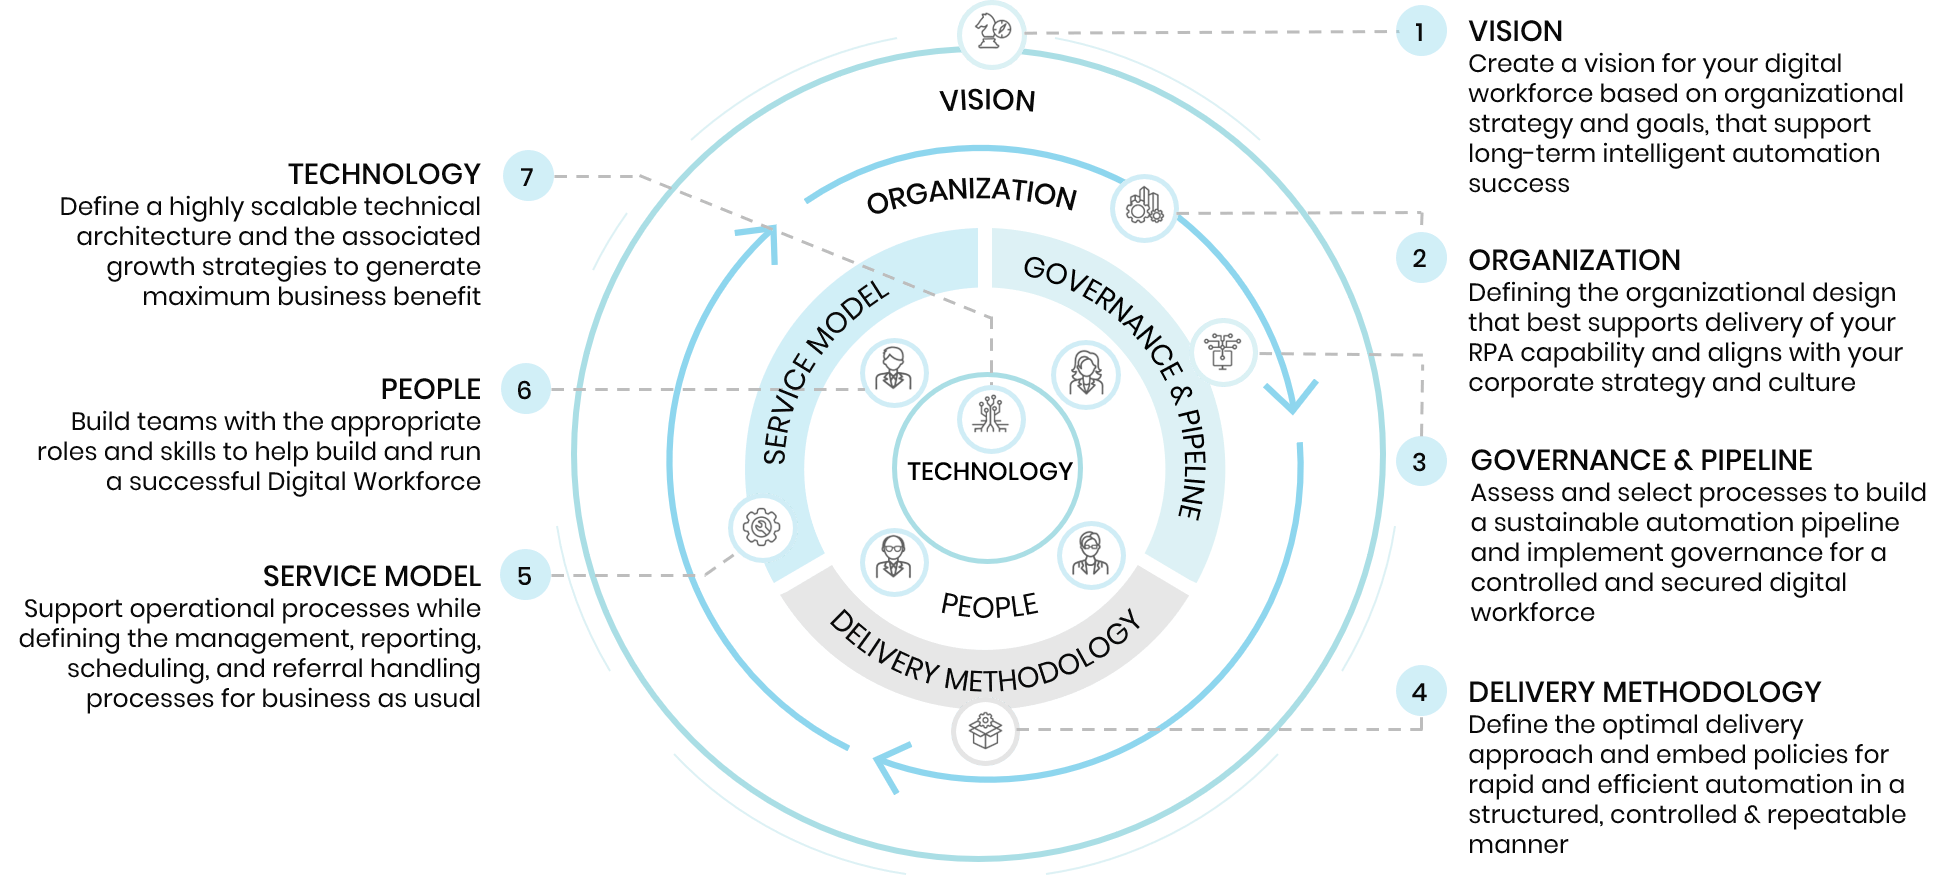 1
VISION
Create a vision for your digital
workforce based on organizational
strategy and goals, that support
long-term intelligent automation
success
2
ORGANIZATION
Defining the organizational design
that best supports delivery of your
RPA capability and aligns with your
corporate strategy and culture
3
GOVERNANCE & PIPELINE
Assess and select processes to build
a sustainable automation pipeline
and implement governance for a
controlled and secured digital
workforce
4
DELIVERY METHODOLOGY
Define the optimal delivery
approach and embed policies for
rapid and efficient automation in a
structured, controlled & repeatable
manner
5
SERVICE MODEL
Support operational processes while
defining the management, reporting,
scheduling, and referral handling
processes for business as usual
6
PEOPLE
Build teams with the appropriate
roles and skills to help build and run
a successful Digital Workforce
7
TECHNOLOGY
Define a highly scalable technical
architecture and the associated
growth strategies to generate
maximum business benefit
VISION
ORGANIZATION
SERVICE MODEL
GOVERNANCE & PIPELINE
TECHNOLOGY
PEOPLE
DELIVERY METHODOLOGY